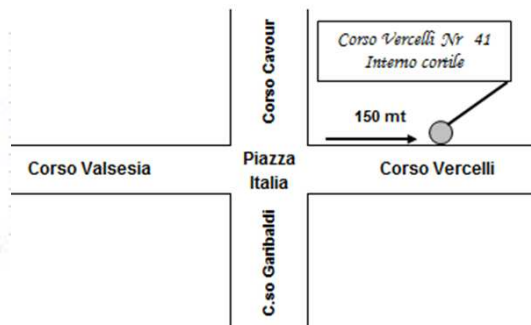 Corso Vercelli Nr 41
Interno cortile
Corso Cavour
150 mt
Corso Valsesia
Piazza
Italia
Corso Vercelli
C.so Garibaldi